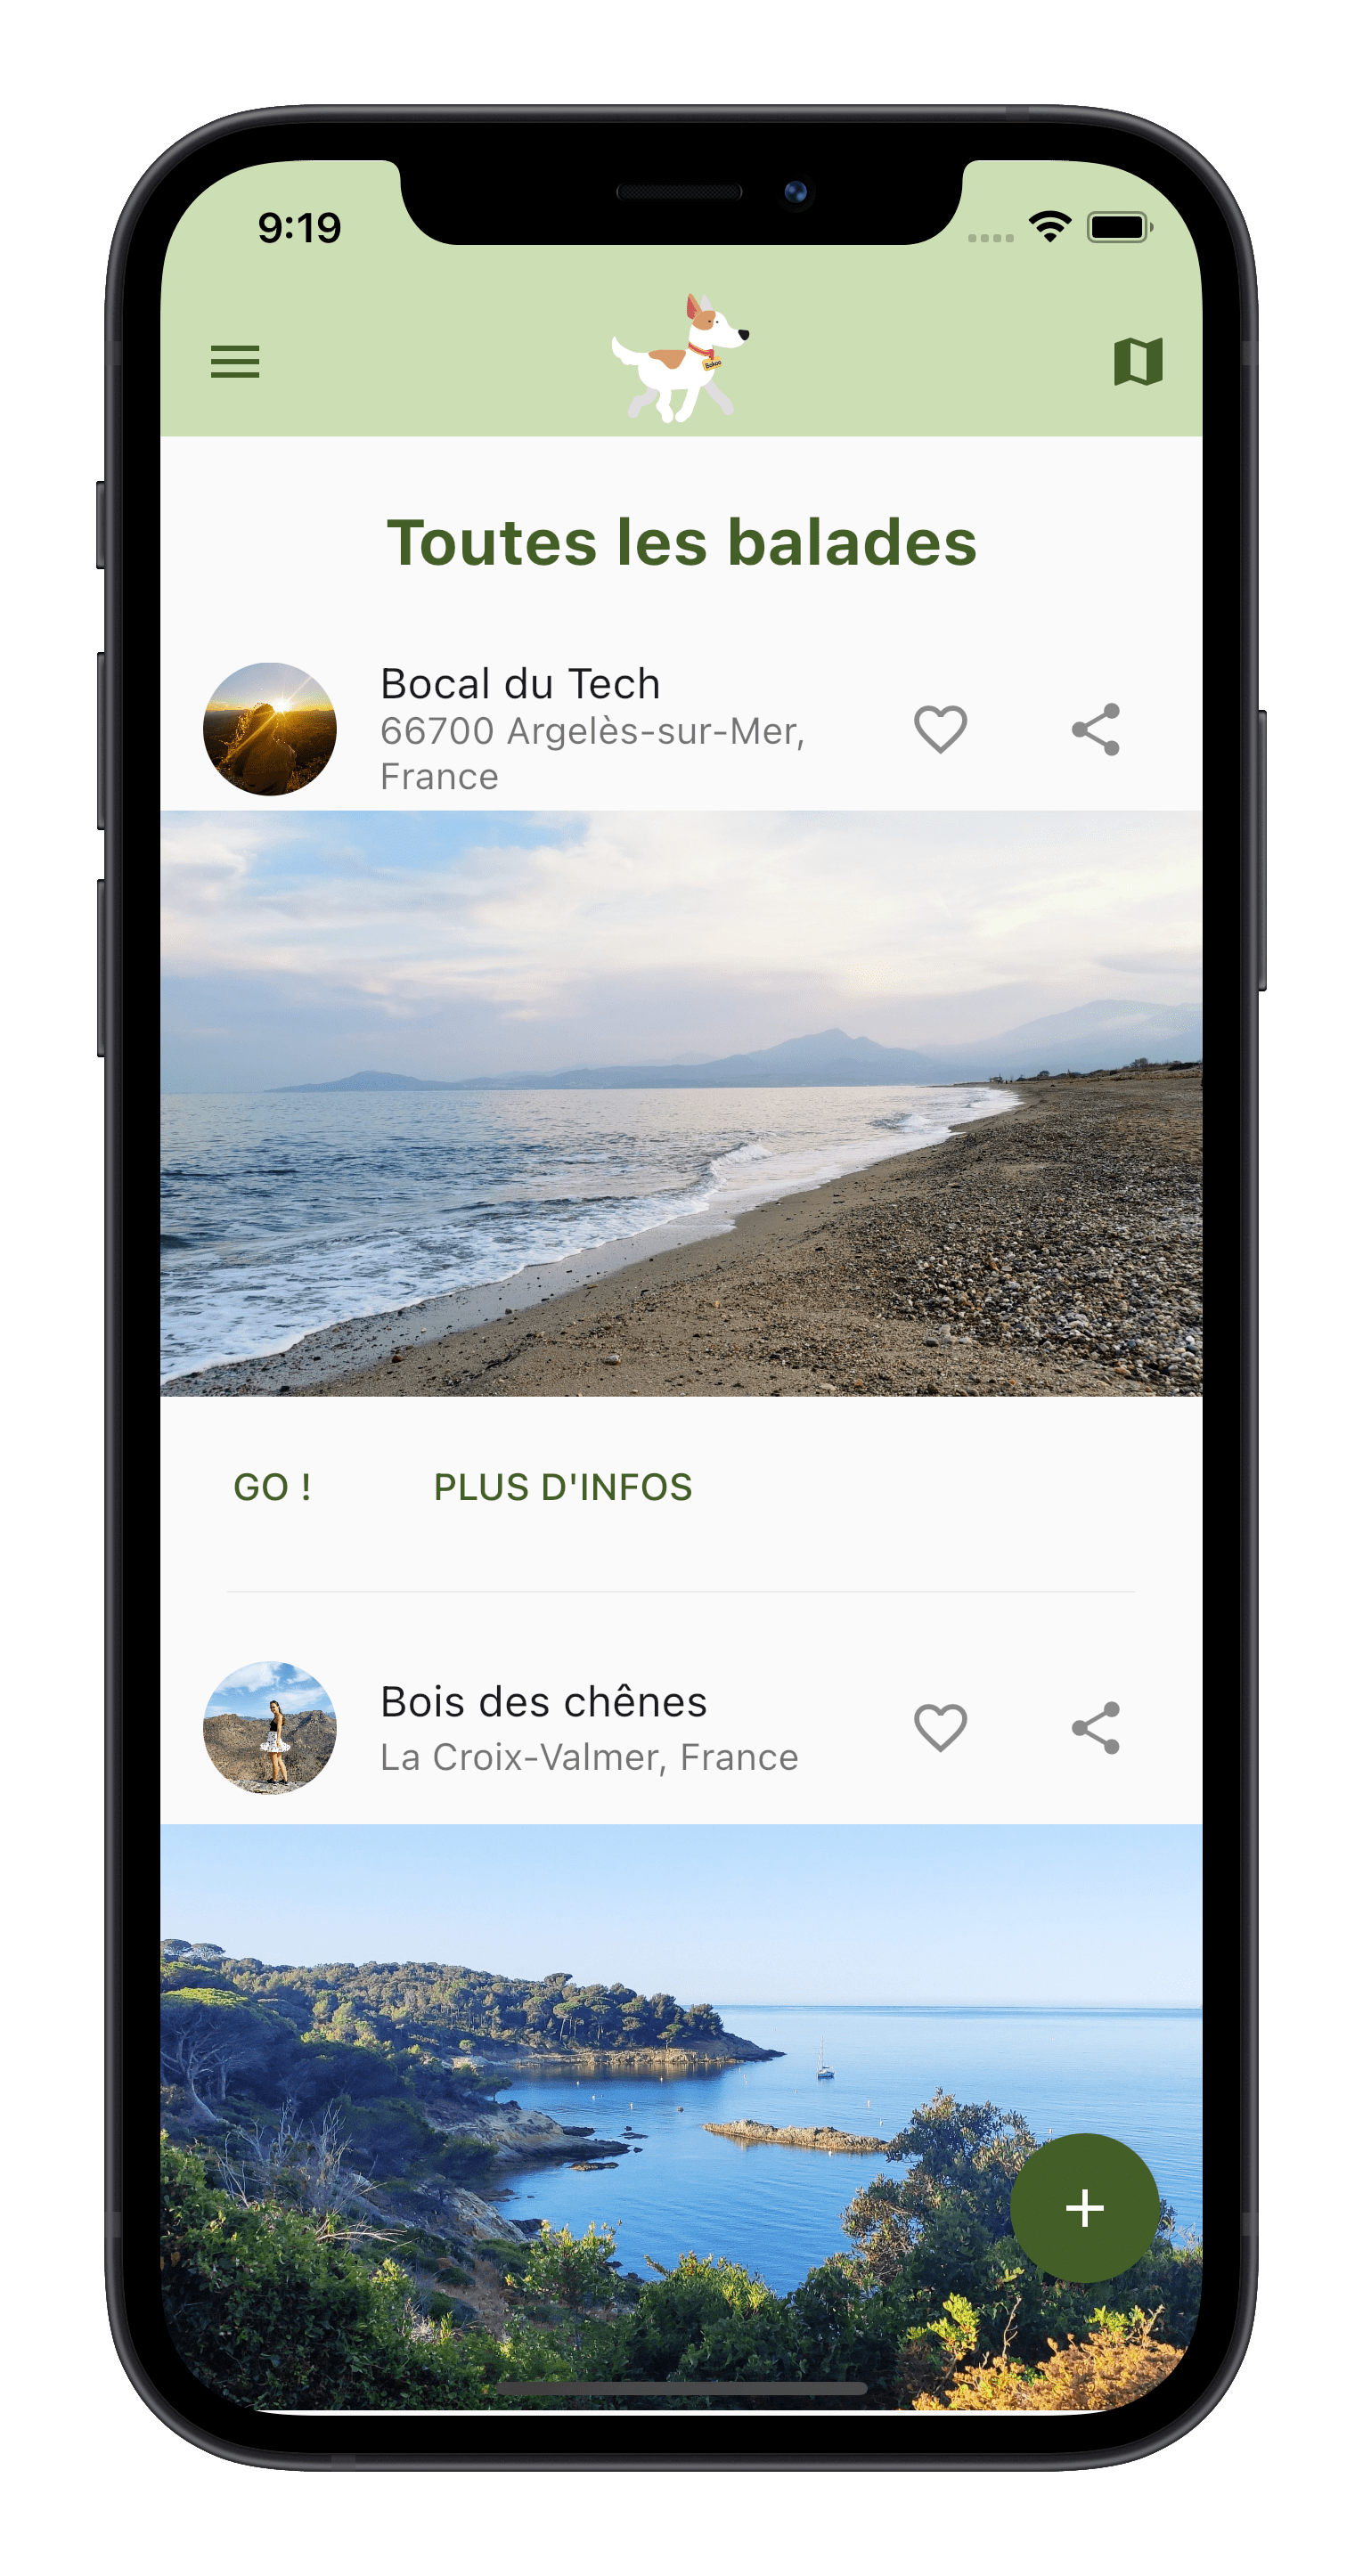 9:19
Toutes les balades
Bocal du Tech
66700 Argelès-sur-Mer,
France
GO !
PLUS D'INFOS
Bois des chênes
La Croix-Valmer, France